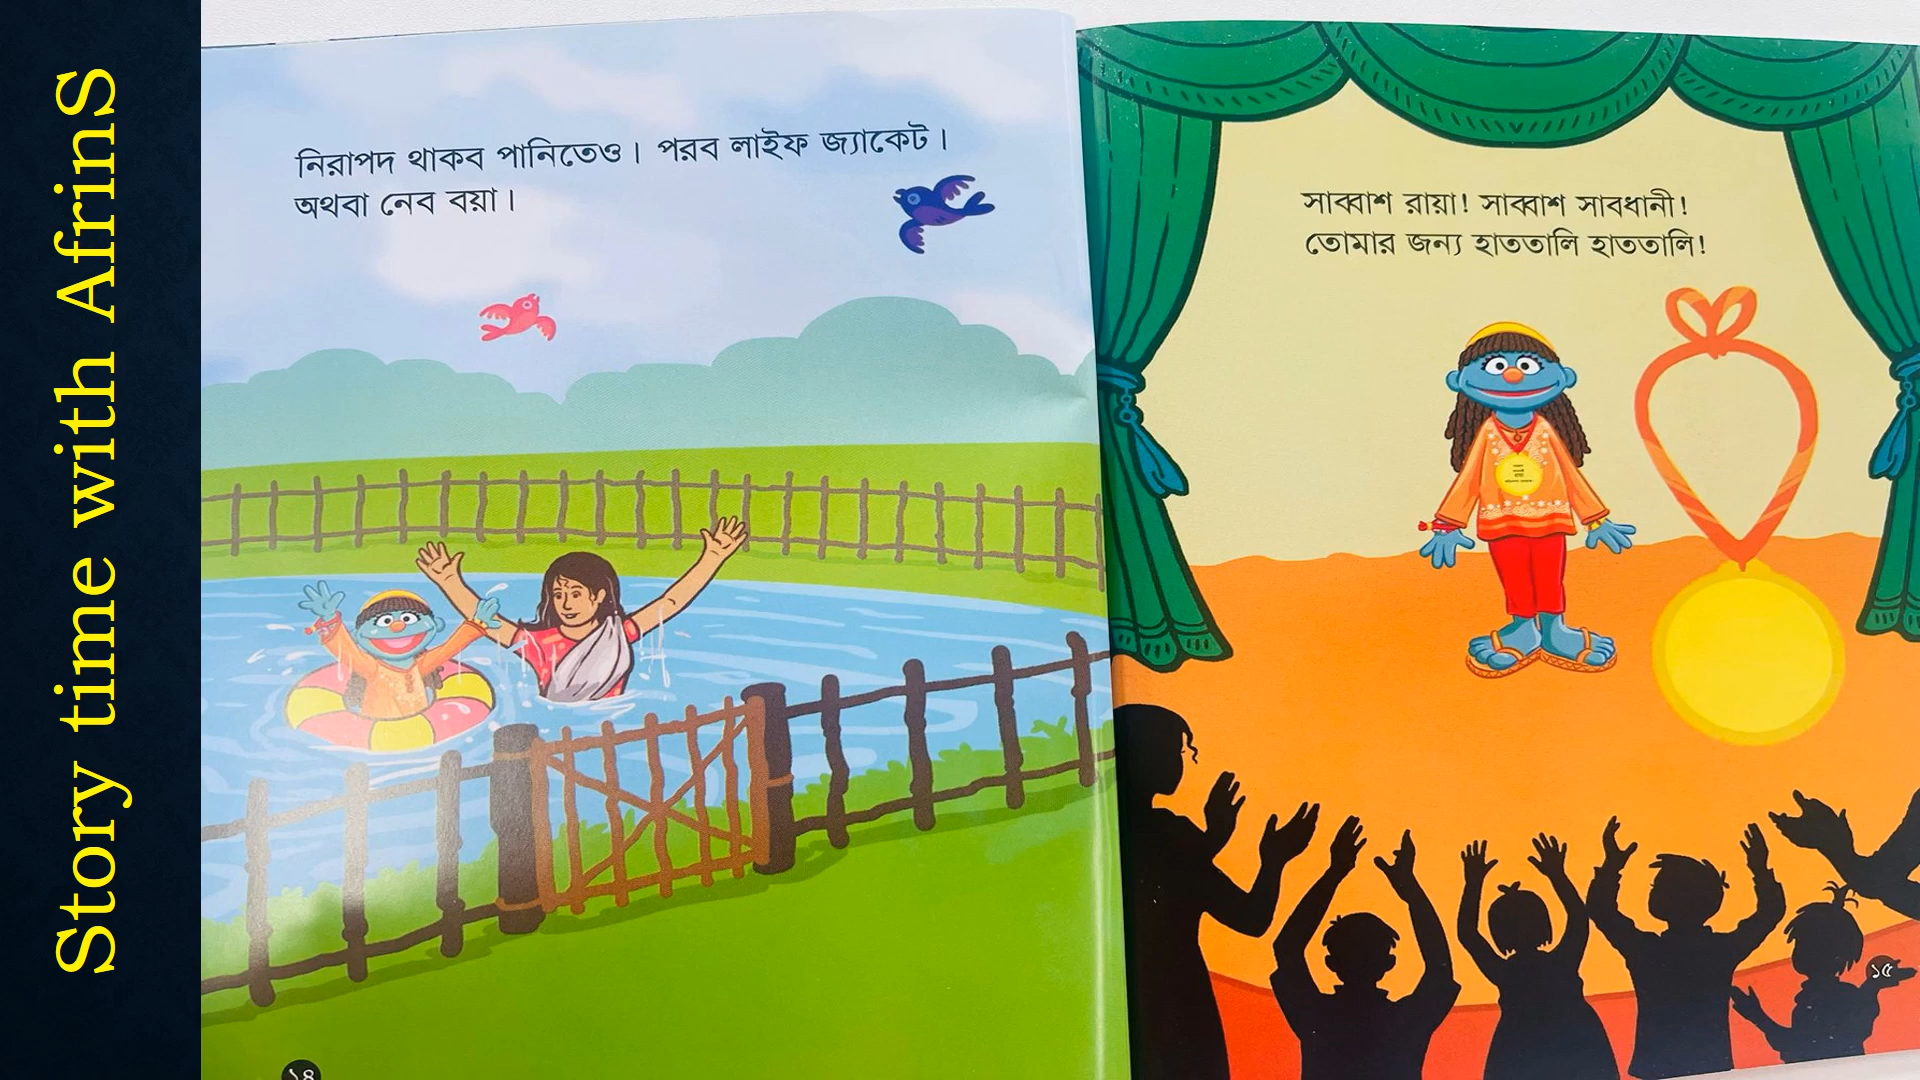 Story time with AfrinS
নিরাপদ থাকব পানিতেও। পরব লাইফ জ্যাকেট।
অথবা নেব বয়া।
১৪
সাব্বাশ রায়া! সাব্বাশ সাবধানী!
তোমার জন্য হাততালি হাততালি!
১৫